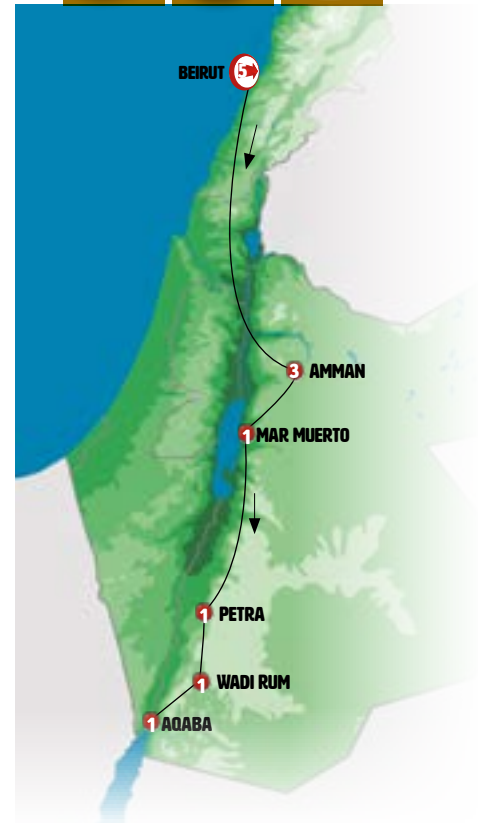 BEIRUT 5
3 AMMAN
1 MAR MUERTO
1 PETRA
1 WADI RUM
1 AQABA